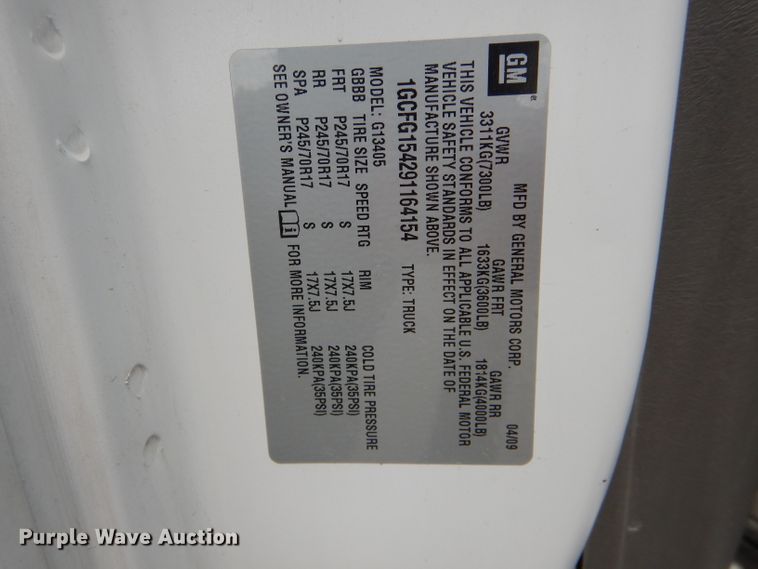 GM
MFD BY GENERAL MOTORS CORP. 04/09
GVWR GAWR FRT GAWR RR
3311KG(7300LB) 1633KG(3600LB) 1814KG(4000LB)
THIS VEHICLE CONFORMS TO ALL APPLICABLE U.S. FEDERAL MOTOR
VEHICLE SAFETY STANDARDS IN EFFECT ON THE DATE OF
MANUFACTURE SHOWN ABOVE.
1GCFG154291164154 TYPE: TRUCK
MODEL: G13405
GBBB TIRE SIZE SPEED RTG RIM COLD TIRE PRESSURE
FRT P245/70R17 S 17X7.5J 240KPA(35PSI)
RR P245/70R17 S 17X7.5J 240KPA(35PSI)
SPA P245/70R17 S 17X7.5J 240KPA(35PSI)
SEE OWNER'S MANUAL i FOR MORE INFORMATION.
Purple Wave Auction